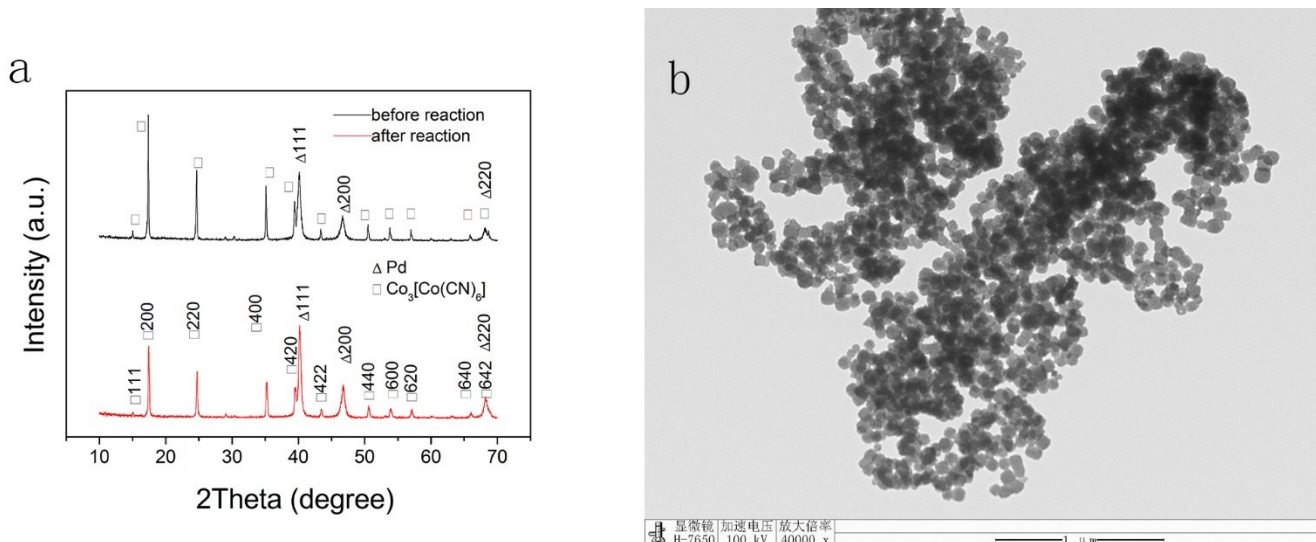 a
before reaction
after reaction
Δ111
Δ200
Δ220
Δ Pd
□ Co₃[Co(CN)₆]
□111
□200
□220
□400
□420
Δ111
□422
Δ200
□440
□600
□620
□640
□642
Δ220
Intensity (a.u.)
10 20 30 40 50 60 70
2Theta (degree)
b
显微镜 加速电压 放大倍率
H-7650 100 kV 40000 x
1 μm